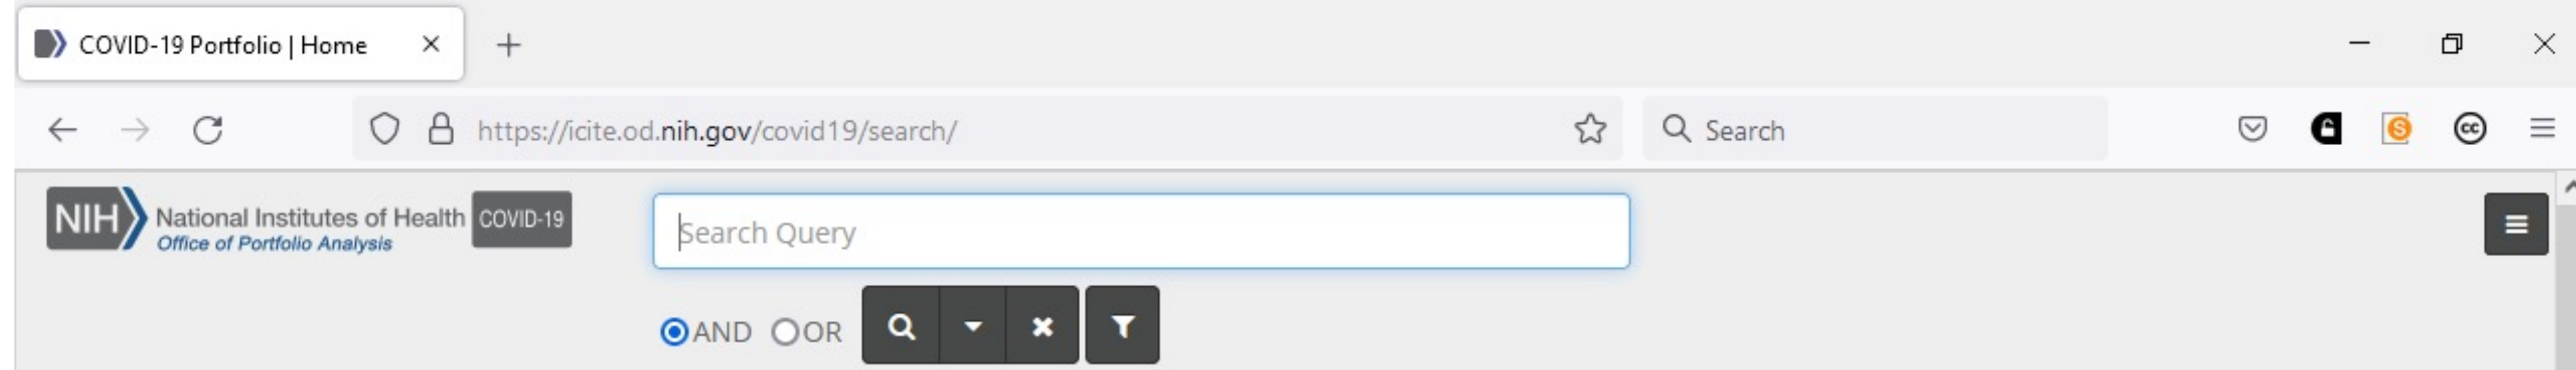 COVID-19 Portfolio | Home
https://icite.od.nih.gov/covid19/search/
Search
NIH National Institutes of Health COVID-19
Office of Portfolio Analysis
Search Query
AND OR